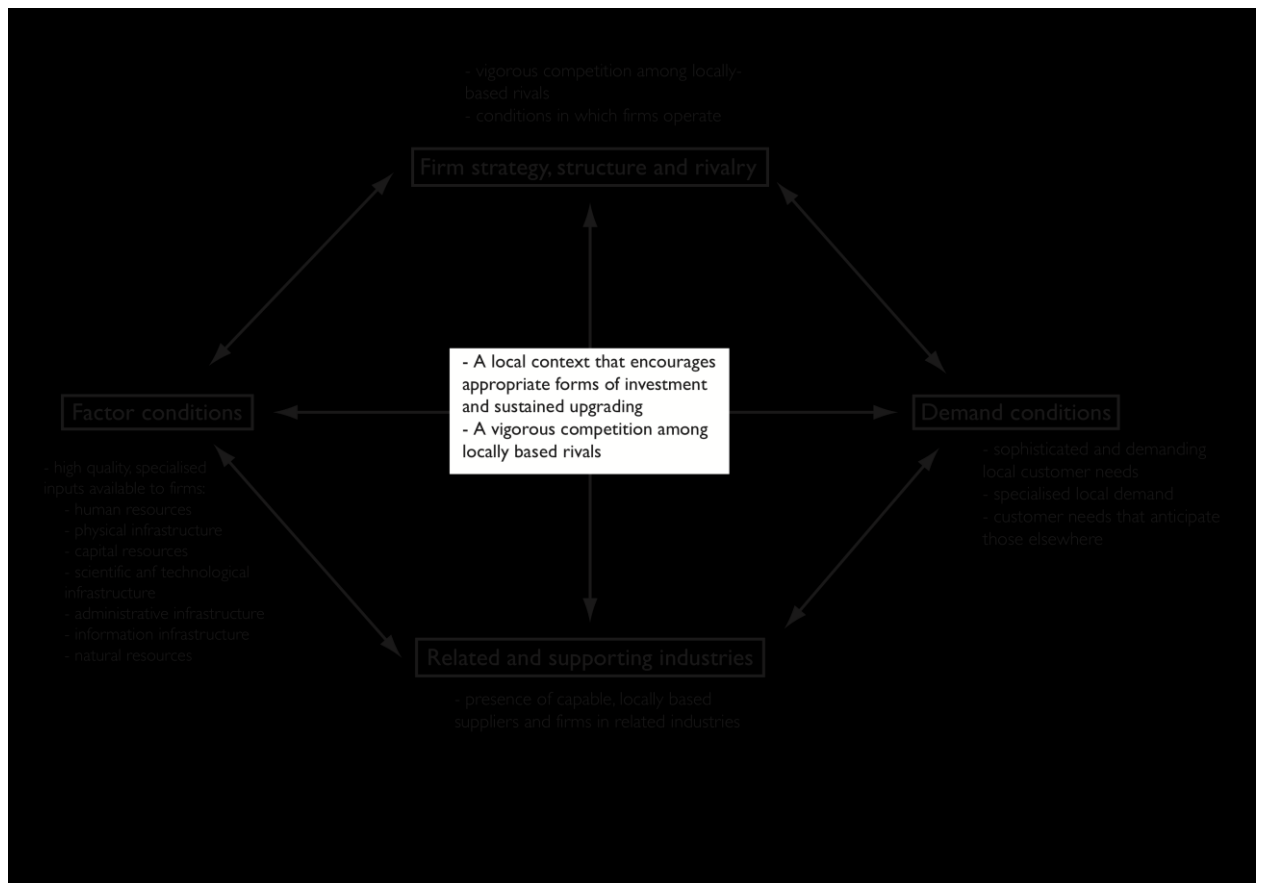 - vigorous competition among locally-
based rivals
- conditions in which firms operate
Firm strategy, structure and rivalry
- A local context that encourages
appropriate forms of investment
and sustained upgrading
- A vigorous competition among
locally based rivals
Factor conditions
- high quality, specialised
inputs available to firms:
- human resources
- physical infrastructure
- capital resources
- scientific anf technological
infrastructure
- administrative infrastructure
- information infrastructure
- natural resources
Demand conditions
- sophisticated and demanding
local customer needs
- specialised local demand
- customer needs that anticipate
those elsewhere
Related and supporting industries
- presence of capable, locally based
suppliers and firms in related industries